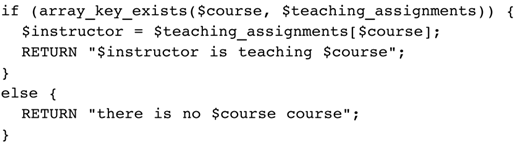 if (array_key_exists($course, $teaching_assignments)) {
  $instructor = $teaching_assignments[$course];
  RETURN "$instructor is teaching $course";
}
else {
  RETURN "there is no $course course";
}